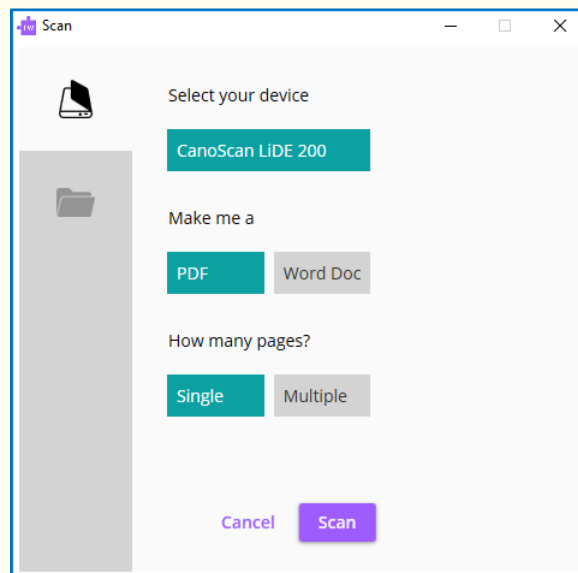 Scan
Select your device
CanoScan LiDE 200
Make me a
PDF Word Doc
How many pages?
Single Multiple
Cancel Scan